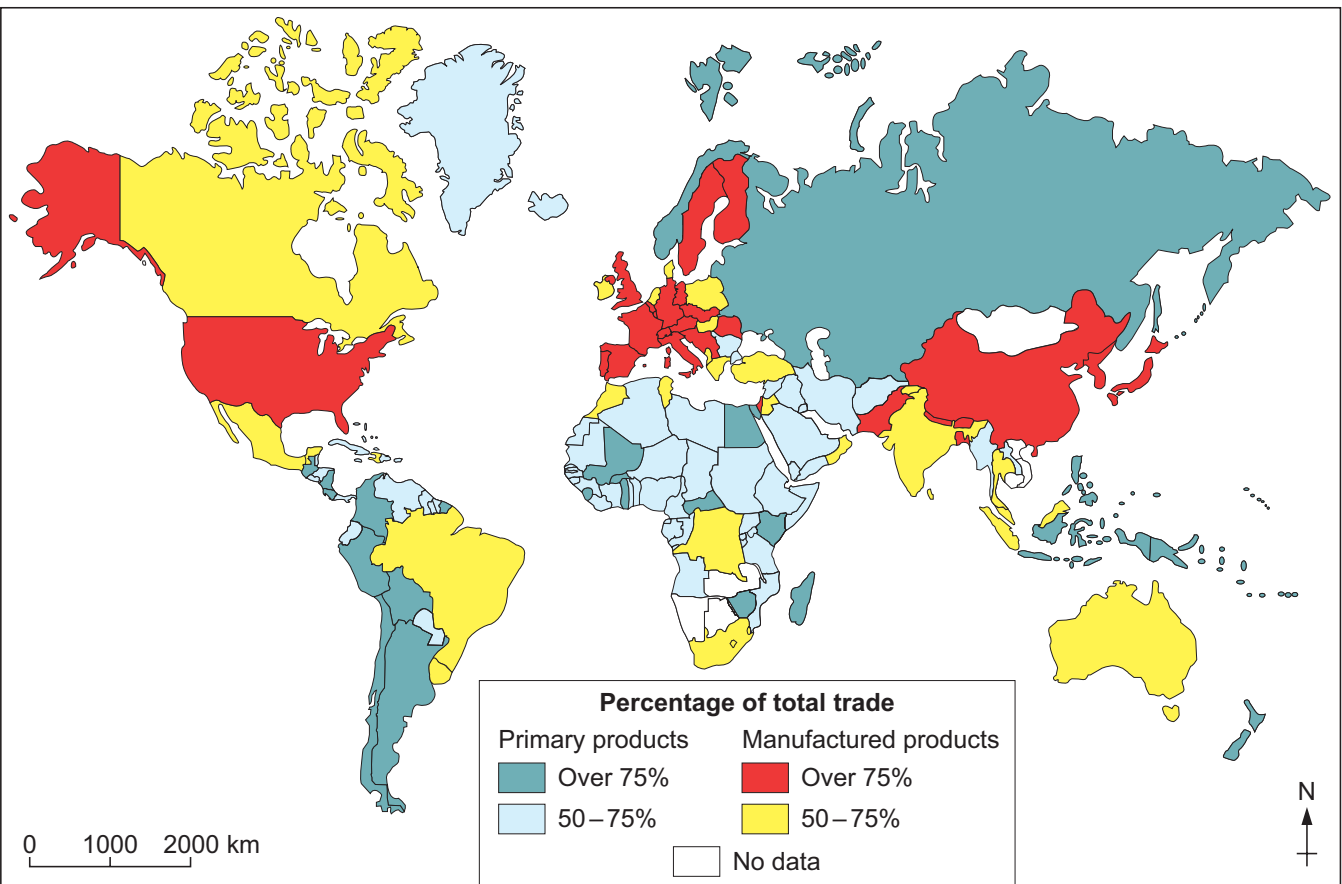 Percentage of total trade
Primary products Manufactured products
Over 75% Over 75%
50–75% 50–75%
No data
0 1000 2000 km
N